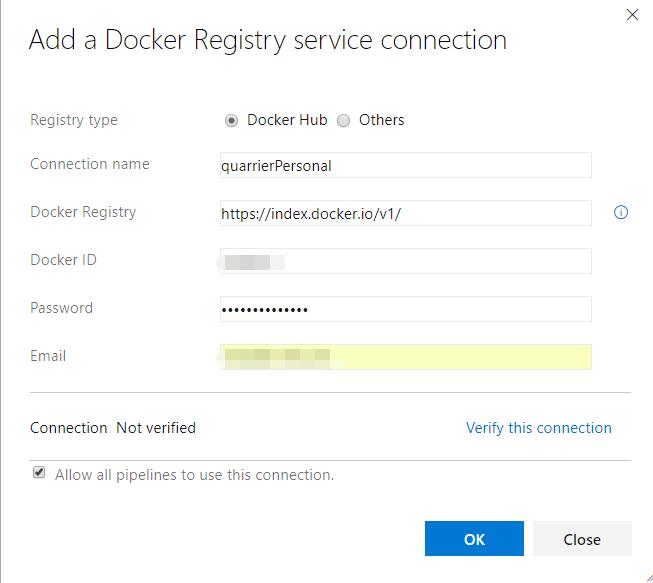 Add a Docker Registry service connection
Registry type Docker Hub Others
Connection name quarrierPersonal
Docker Registry https://index.docker.io/v1/
Docker ID
Password ••••••••••••••
Email
Connection Not verified Verify this connection
Allow all pipelines to use this connection.
OK Close